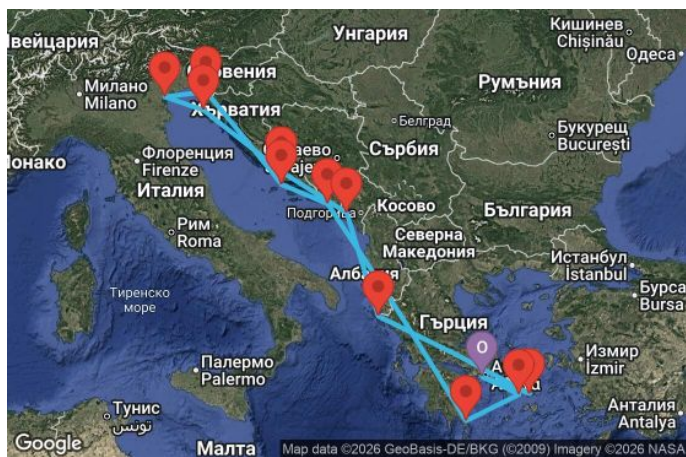 Швейцария
Милано
Milano
Монако
Флоренция
Firenze
Италия
Рим
Roma
Тиренско
море
Палермо
Palermo
Тунис
تونس
Малта
Унгария
Словения
Хърватия
Белград
Сърбия
Подгорица
Косово
Северна
Македония
Албания
Гърция
Румъния
Букурещ
București
България
Кишинев
Chișinău
Одеса
Истанбул
İstanbul
Бурса
Bursa
Измир
İzmir
Анталия
Antalya
O
Google
Map data ©2026 GeoBasis-DE/BKG (©2009) Imagery ©2026 NASA